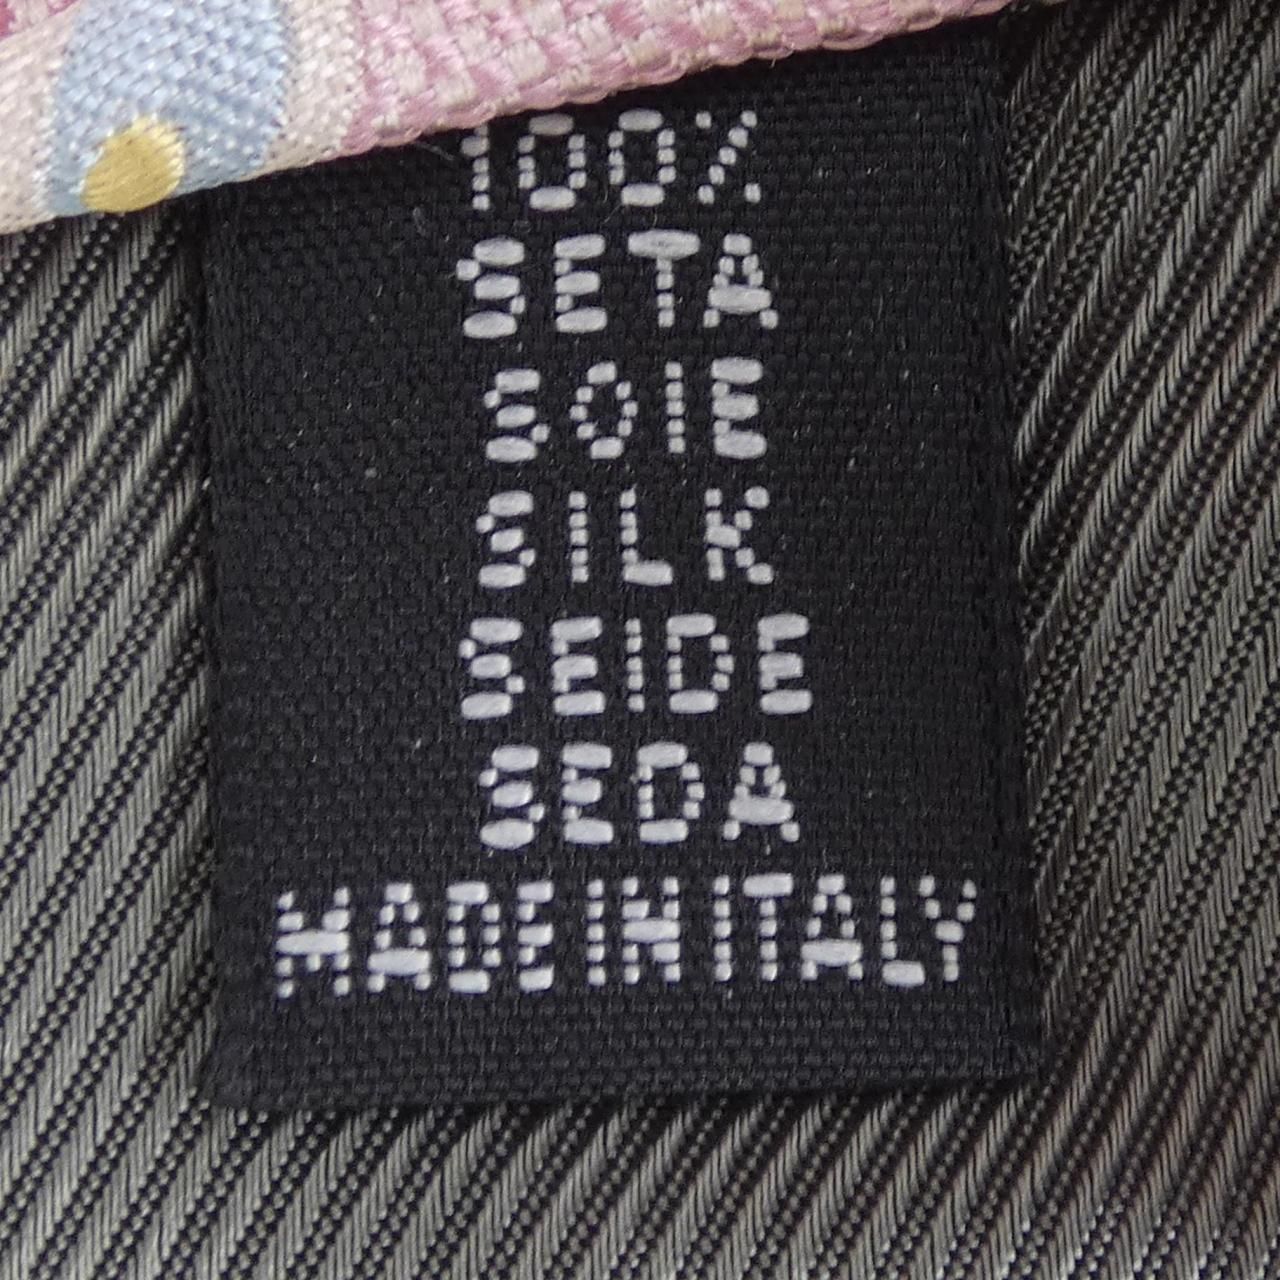 100%
SETA
SOIE
SILK
SEIDE
SEDA
MADE IN ITALY